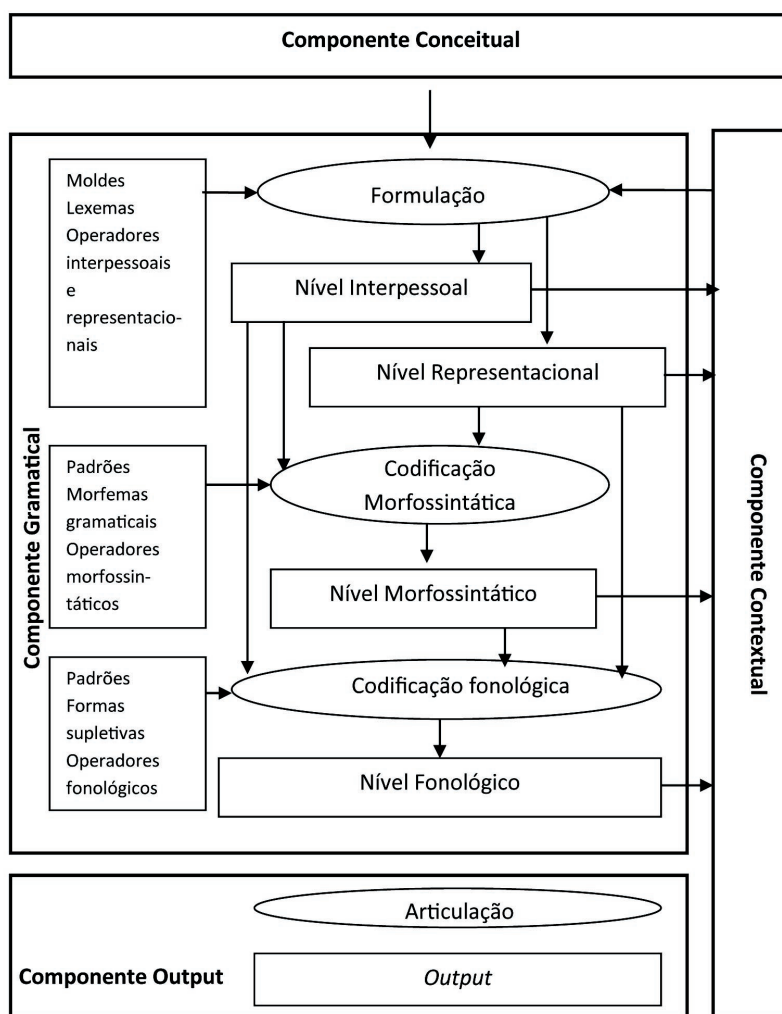 Componente Conceitual
Moldes
Lexemas
Operadores
interpessoais
e
representacio-
nais
Formulação
Nível Interpessoal
Nível Representacional
Componente Gramatical
Padrões
Morfemas
gramaticais
Operadores
morfossin-
táticos
Codificação
Morfossintática
Nível Morfossintático
Componente Contextual
Padrões
Formas
supletivas
Operadores
fonológicos
Codificação fonológica
Nível Fonológico
Articulação
Componente Output
Output